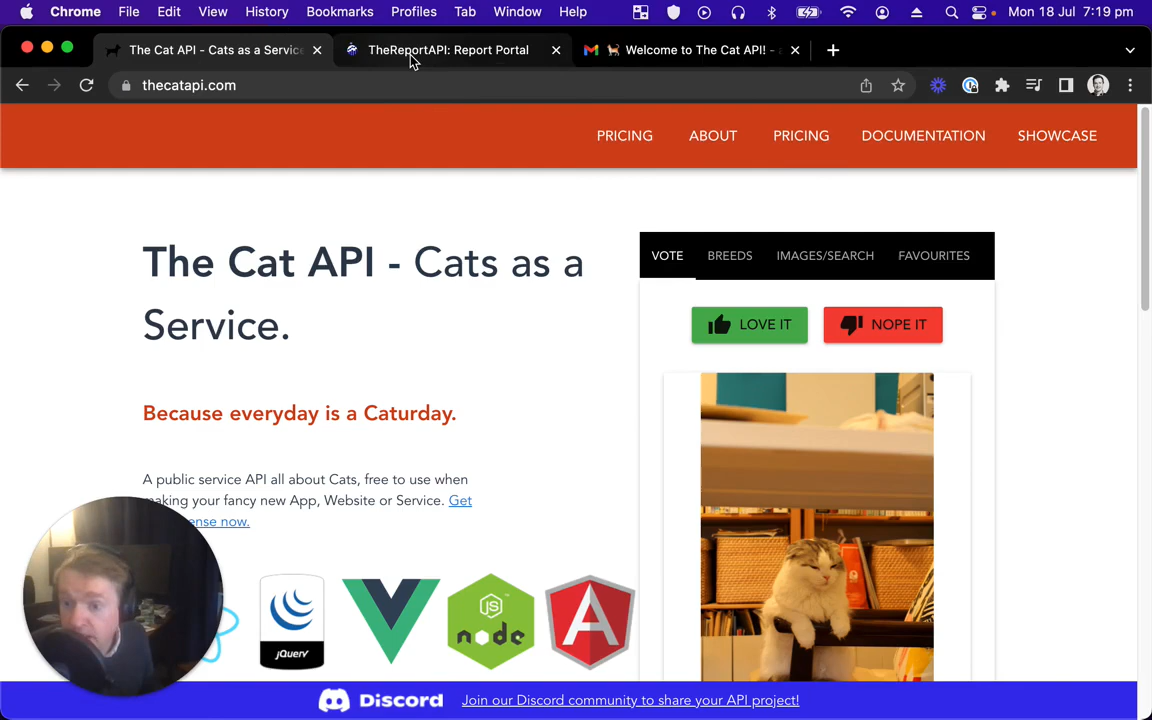 Chrome File Edit View History Bookmarks Profiles Tab Window Help Mon 18 Jul 7:19 pm
The Cat API - Cats as a Service
TheReportAPI: Report Portal
Welcome to The Cat API! -
thecatapi.com
PRICING ABOUT PRICING DOCUMENTATION SHOWCASE
The Cat API - Cats as a
Service.
Because everyday is a Caturday.
A public service API all about Cats, free to use when
making your fancy new App, Website or Service. Get
now.
VOTE BREEDS IMAGES/SEARCH FAVOURITES
LOVE IT NOPE IT
jQuery
JS
node
A
Discord Join our Discord community to share your API project!